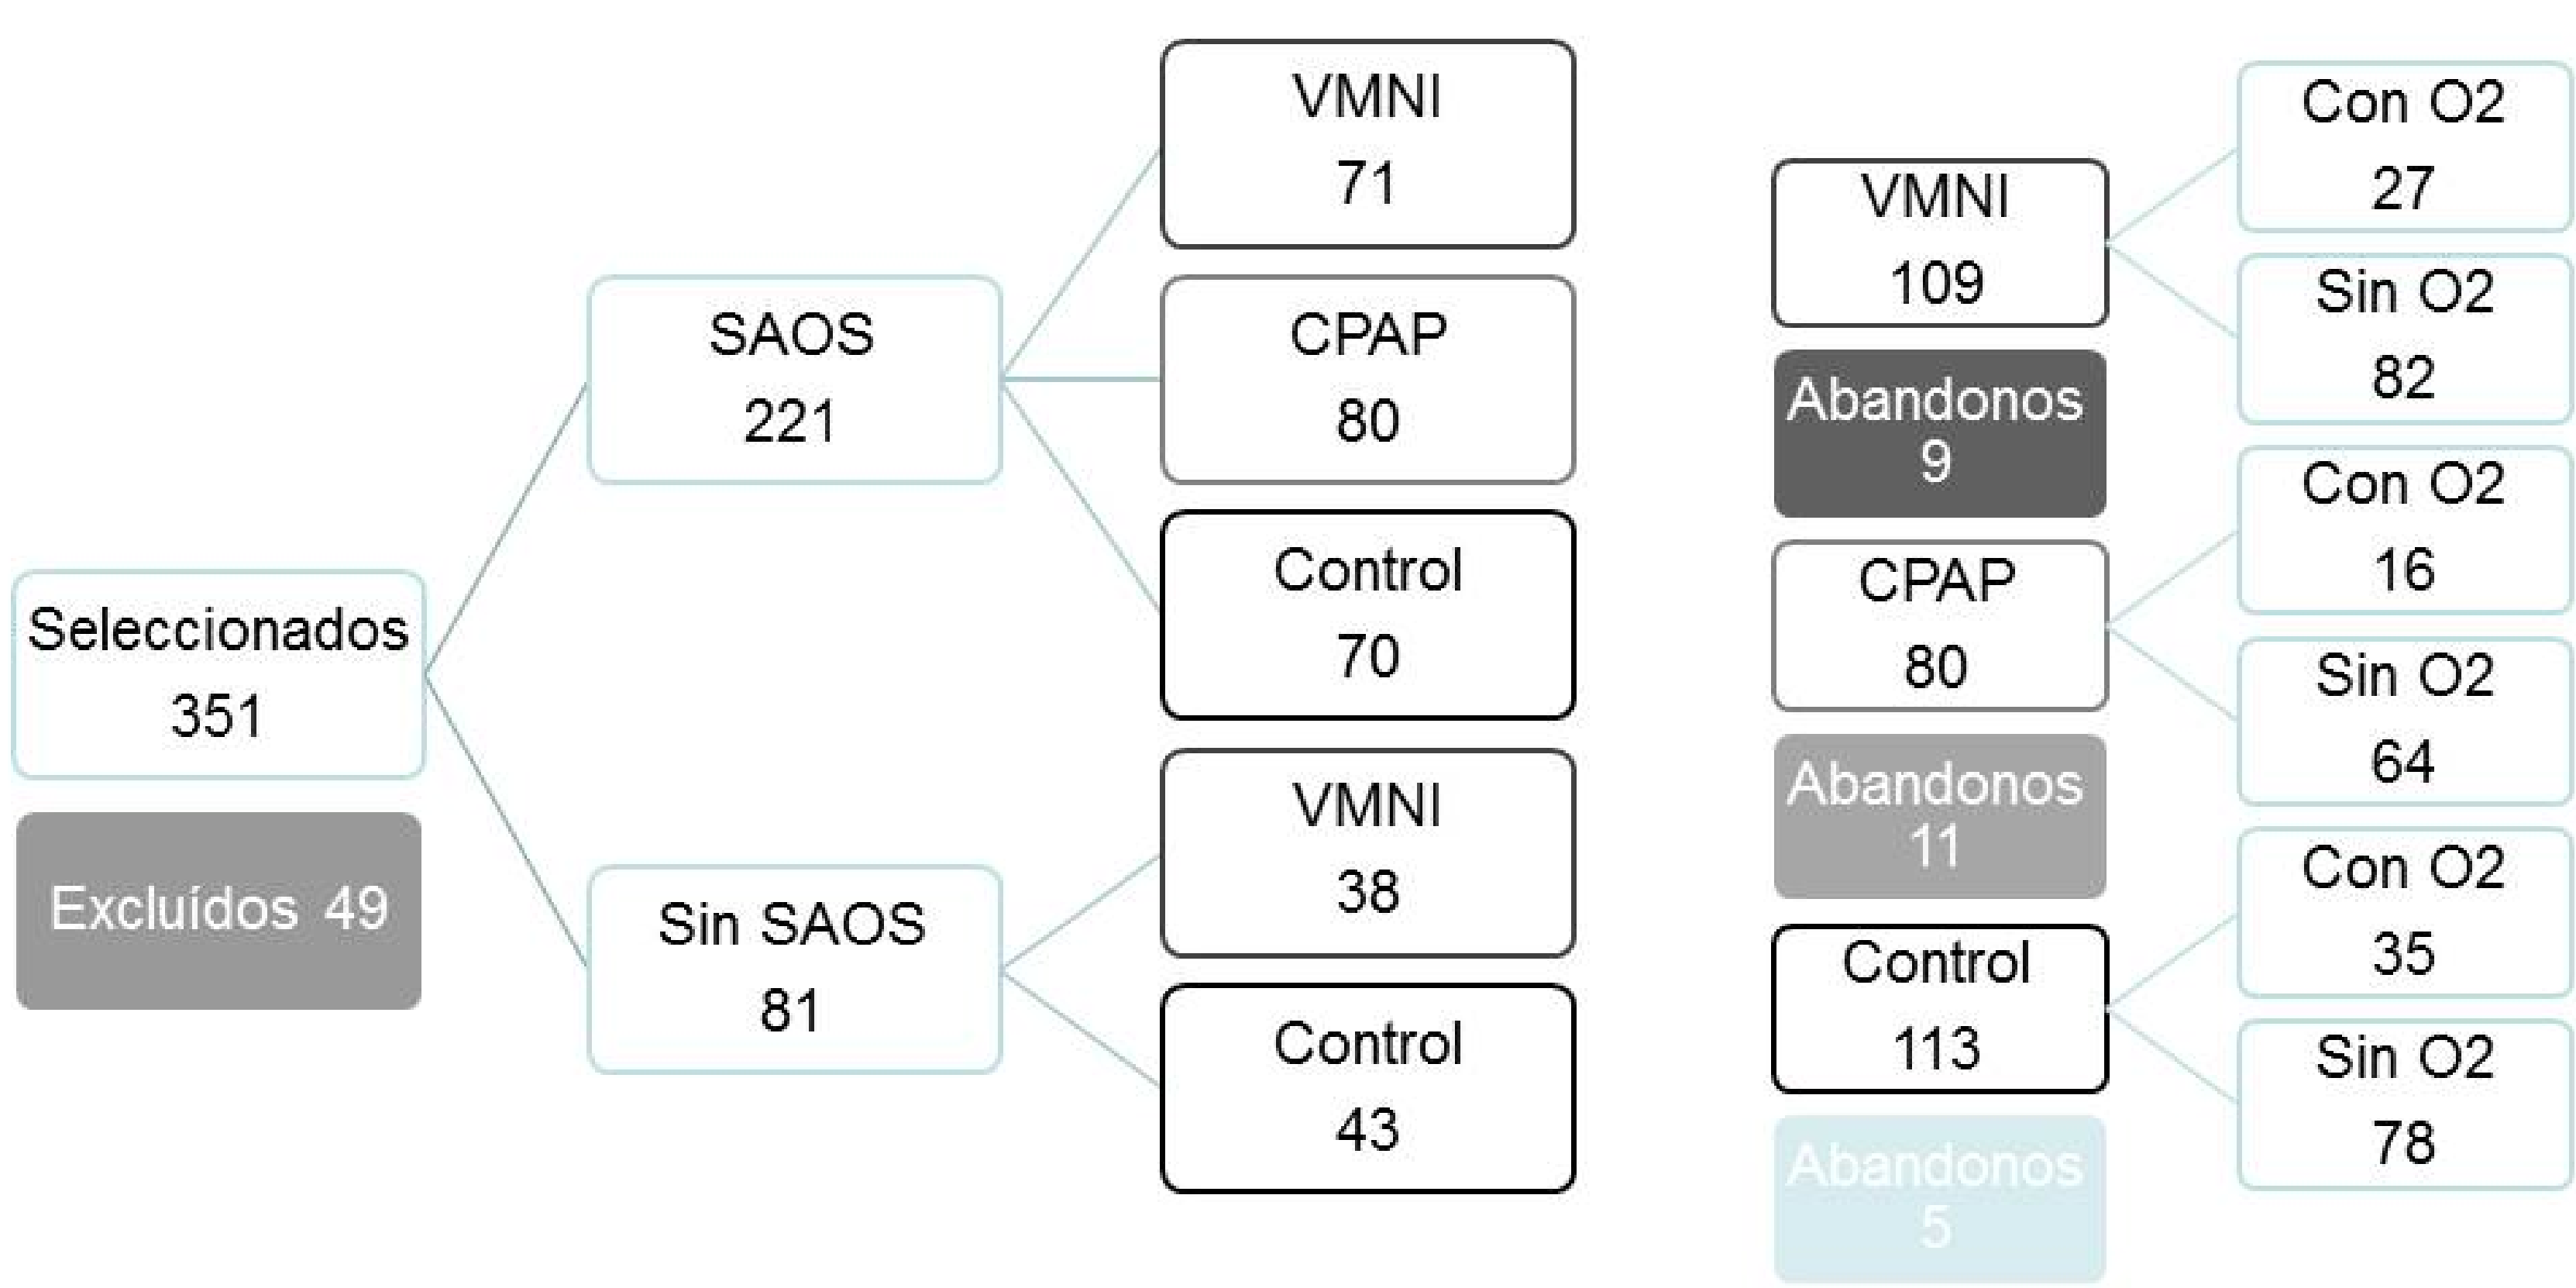 Seleccionados
351
Excluídos 49
SAOS
221
Sin SAOS
81
VMNI
71
CPAP
80
Control
70
VMNI
38
Control
43
VMNI
109
Abandonos
9
CPAP
80
Abandonos
11
Control
113
Abandonos
5
Con O2
27
Sin O2
82
Con O2
16
Sin O2
64
Con O2
35
Sin O2
78